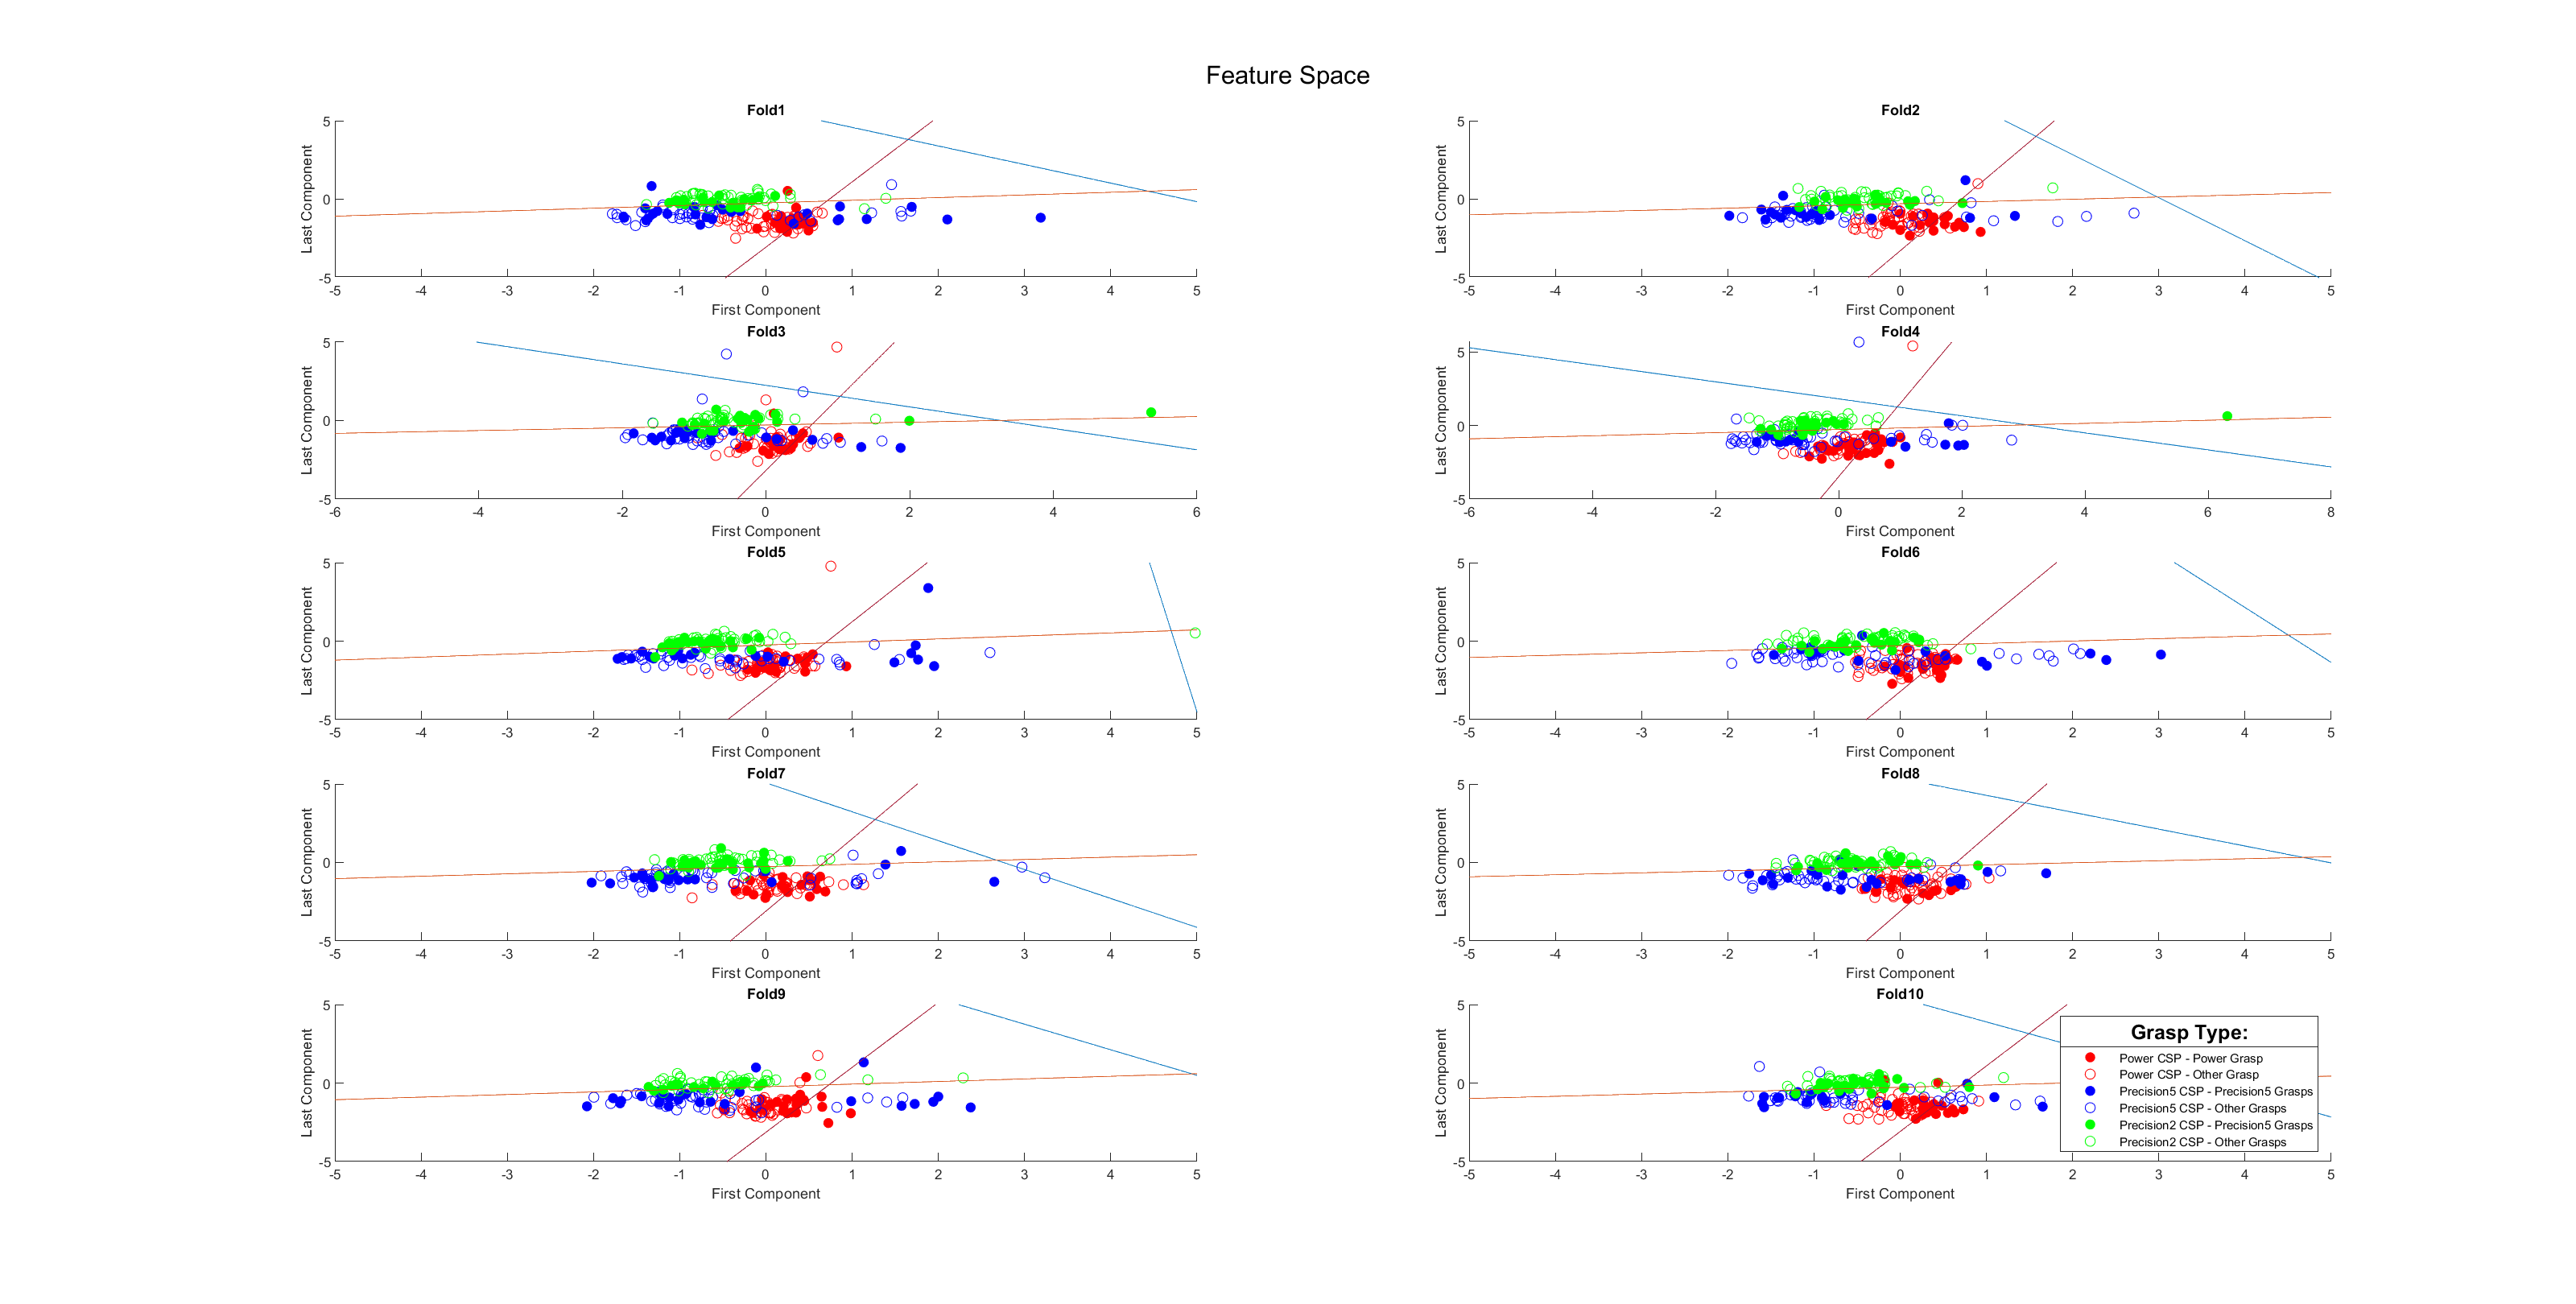 Feature Space
Fold1
5
0
-5
Last Component
-5 -4 -3 -2 -1 0 1 2 3 4 5
First Component
Fold2
5
0
-5
Last Component
-5 -4 -3 -2 -1 0 1 2 3 4 5
First Component
Fold3
5
0
-5
Last Component
-6 -4 -2 0 2 4 6
First Component
Fold4
5
0
-5
Last Component
-6 -4 -2 0 2 4 6 8
First Component
Fold5
5
0
-5
Last Component
-5 -4 -3 -2 -1 0 1 2 3 4 5
First Component
Fold6
5
0
-5
Last Component
-5 -4 -3 -2 -1 0 1 2 3 4 5
First Component
Fold7
5
0
-5
Last Component
-5 -4 -3 -2 -1 0 1 2 3 4 5
First Component
Fold8
5
0
-5
Last Component
-5 -4 -3 -2 -1 0 1 2 3 4 5
First Component
Fold9
5
0
-5
Last Component
-5 -4 -3 -2 -1 0 1 2 3 4 5
First Component
Fold10
5
0
-5
Last Component
-5 -4 -3 -2 -1 0 1 2 3 4 5
First Component
Grasp Type:
Power CSP - Power Grasp
Power CSP - Other Grasp
Precision5 CSP - Precision5 Grasps
Precision5 CSP - Other Grasps
Precision2 CSP - Precision5 Grasps
Precision2 CSP - Other Grasps